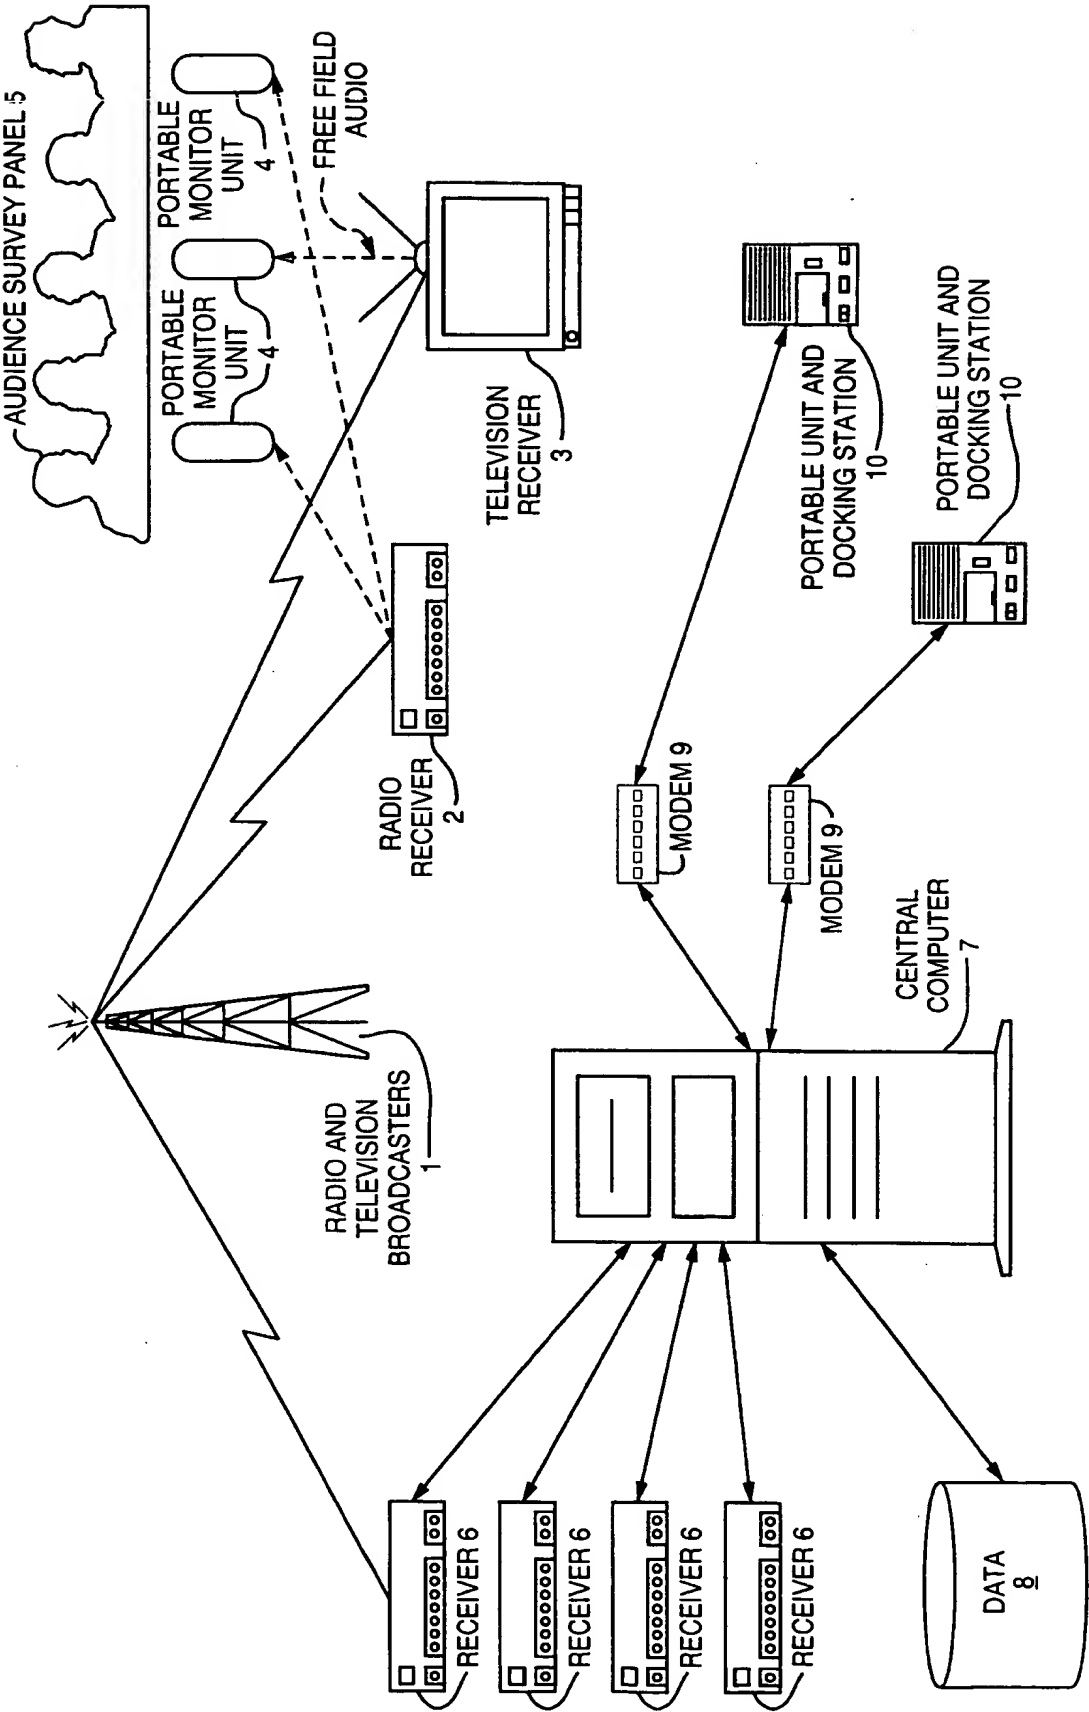 AUDIENCE SURVEY PANEL 5
PORTABLE
MONITOR
UNIT
4
PORTABLE
MONITOR
UNIT
4
FREE FIELD
AUDIO
RADIO AND
TELEVISION
BROADCASTERS
1
RADIO
RECEIVER
2
TELEVISION
RECEIVER
3
RECEIVER 6
RECEIVER 6
RECEIVER 6
RECEIVER 6
MODEM 9
MODEM 9
CENTRAL
COMPUTER
7
PORTABLE UNIT AND
DOCKING STATION
10
PORTABLE UNIT AND
DOCKING STATION
10
DATA
8